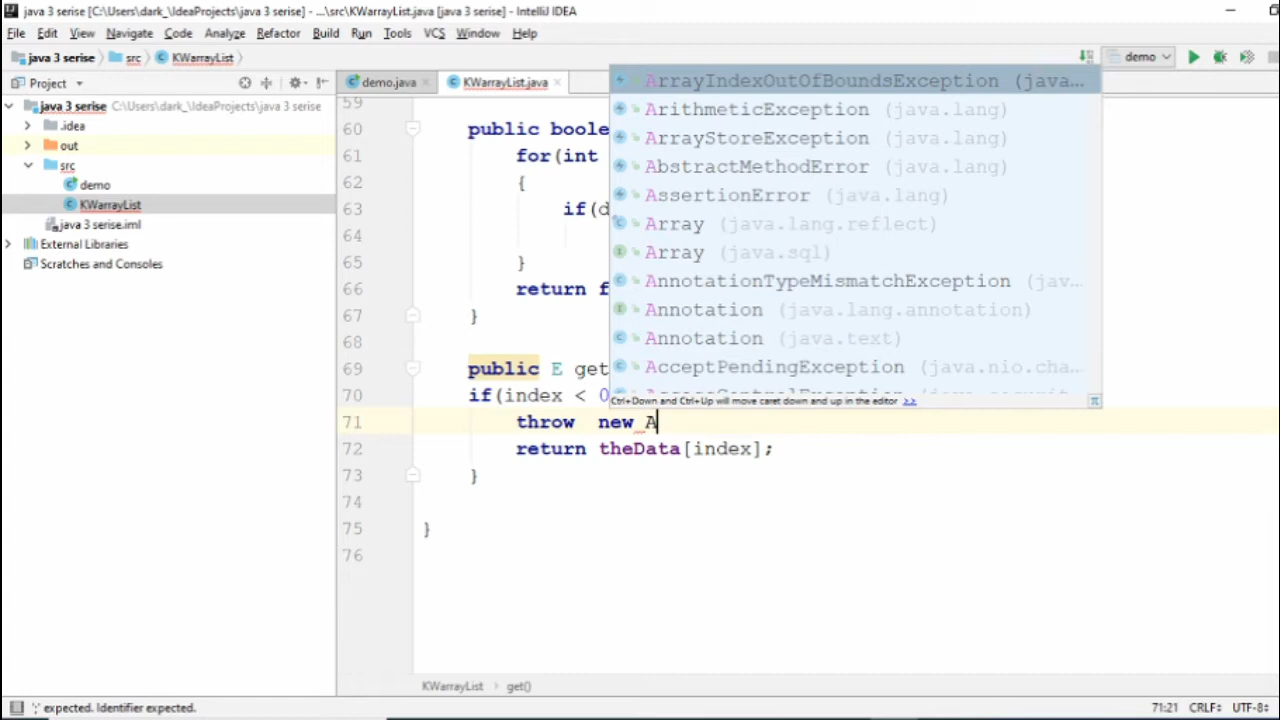 java 3 serise [C:\Users\dark_\IdeaProjects\java 3 serise] - ...\src\KWarrayList.java [java 3 serise] - IntelliJ IDEA
File Edit View Navigate Code Analyze Refactor Build Run Tools VCS Window Help
java 3 serise src KWarrayList demo
Project demo.java KWarrayList.java
java 3 serise C:\Users\dark_\IdeaProjects\java 3 serise
.idea
out
src
demo
KWarrayList
java 3 serise.iml
External Libraries
Scratches and Consoles
59
60 public boole
61 for(int
62 {
63 if(d
64
65 }
66 return f
67 }
68
69 public E get
70 if(index < 0
71 throw  new A
72 return theData[index];
73 }
74
75 }
76
ArrayIndexOutOfBoundsException (java...
ArithmeticException (java.lang)
ArrayStoreException (java.lang)
AbstractMethodError (java.lang)
AssertionError (java.lang)
Array (java.lang.reflect)
Array (java.sql)
AnnotationTypeMismatchException (jav...
Annotation (java.lang.annotation)
Annotation (java.text)
AcceptPendingException (java.nio.cha...
Ctrl+Down and Ctrl+Up will move caret down and up in the editor >>
KWarrayList > get()
';' expected. Identifier expected. 71:21 CRLF UTF-8